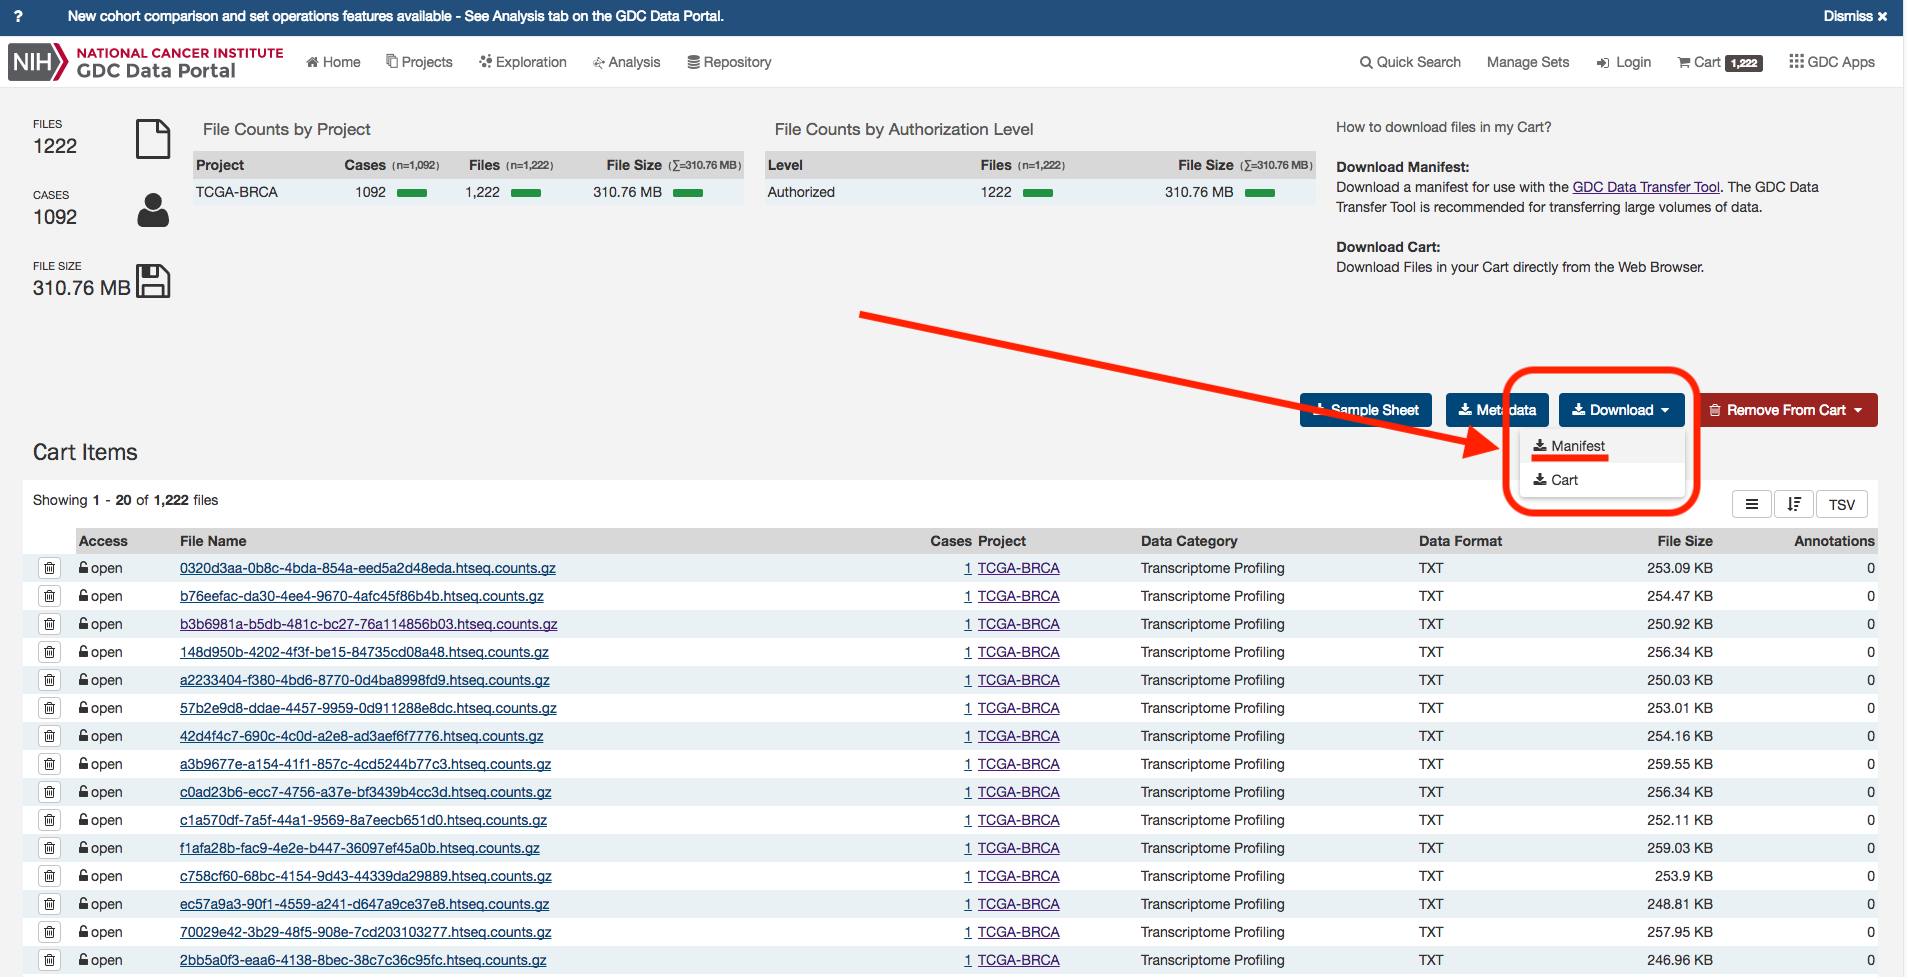 ? New cohort comparison and set operations features available - See Analysis tab on the GDC Data Portal. Dismiss ✖
NIH NATIONAL CANCER INSTITUTE
GDC Data Portal
Home Projects Exploration Analysis Repository Quick Search Manage Sets Login Cart 1,222 GDC Apps
FILES
1222
CASES
1092
FILE SIZE
310.76 MB
File Counts by Project
Project Cases (n=1,092) Files (n=1,222) File Size (∑=310.76 MB)
TCGA-BRCA 1092 1,222 310.76 MB
File Counts by Authorization Level
Level Files (n=1,222) File Size (∑=310.76 MB)
Authorized 1222 310.76 MB
How to download files in my Cart?
Download Manifest:
Download a manifest for use with the GDC Data Transfer Tool. The GDC Data
Transfer Tool is recommended for transferring large volumes of data.
Download Cart:
Download Files in your Cart directly from the Web Browser.
Sample Sheet Metadata Download Remove From Cart
Manifest
Cart
Cart Items
Showing 1 - 20 of 1,222 files
TSV
Access File Name Cases Project Data Category Data Format File Size Annotations
open 0320d3aa-0b8c-4bda-854a-eed5a2d48eda.htseq.counts.gz 1 TCGA-BRCA Transcriptome Profiling TXT 253.09 KB 0
open b76eefac-da30-4ee4-9670-4afc45f86b4b.htseq.counts.gz 1 TCGA-BRCA Transcriptome Profiling TXT 254.47 KB 0
open b3b6981a-b5db-481c-bc27-76a114856b03.htseq.counts.gz 1 TCGA-BRCA Transcriptome Profiling TXT 250.92 KB 0
open 148d950b-4202-4f3f-be15-84735cd08a48.htseq.counts.gz 1 TCGA-BRCA Transcriptome Profiling TXT 256.34 KB 0
open a2233404-f380-4bd6-8770-0d4ba8998fd9.htseq.counts.gz 1 TCGA-BRCA Transcriptome Profiling TXT 250.03 KB 0
open 57b2e9d8-ddae-4457-9959-0d911288e8dc.htseq.counts.gz 1 TCGA-BRCA Transcriptome Profiling TXT 253.01 KB 0
open 42d4f4c7-690c-4c0d-a2e8-ad3aef6f7776.htseq.counts.gz 1 TCGA-BRCA Transcriptome Profiling TXT 254.16 KB 0
open a3b9677e-a154-41f1-857c-4cd5244b77c3.htseq.counts.gz 1 TCGA-BRCA Transcriptome Profiling TXT 259.55 KB 0
open c0ad23b6-ecc7-4756-a37e-bf3439b4cc3d.htseq.counts.gz 1 TCGA-BRCA Transcriptome Profiling TXT 256.34 KB 0
open c1a570df-7a5f-44a1-9569-8a7eecb651d0.htseq.counts.gz 1 TCGA-BRCA Transcriptome Profiling TXT 252.11 KB 0
open f1afa28b-fac9-4e2e-b447-36097ef45a0b.htseq.counts.gz 1 TCGA-BRCA Transcriptome Profiling TXT 259.03 KB 0
open c758cf60-68bc-4154-9d43-44339da29889.htseq.counts.gz 1 TCGA-BRCA Transcriptome Profiling TXT 253.9 KB 0
open ec57a9a3-90f1-4559-a241-d647a9ce37e8.htseq.counts.gz 1 TCGA-BRCA Transcriptome Profiling TXT 248.81 KB 0
open 70029e42-3b29-48f5-908e-7cd203103277.htseq.counts.gz 1 TCGA-BRCA Transcriptome Profiling TXT 257.95 KB 0
open 2bb5a0f3-eaa6-4138-8bec-38c7c36c95fc.htseq.counts.gz 1 TCGA-BRCA Transcriptome Profiling TXT 246.96 KB 0